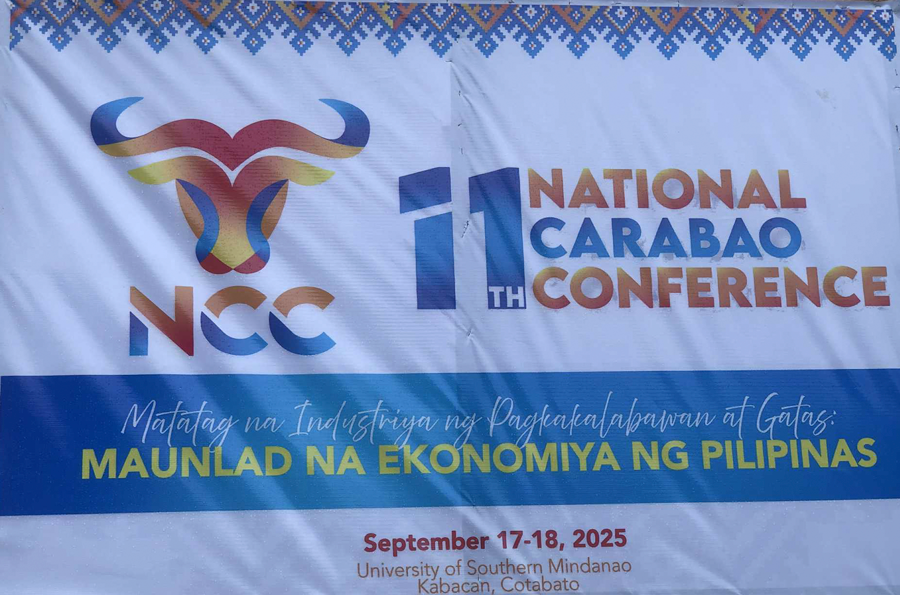 NCC
11TH
NATIONAL
CARABAO
CONFERENCE
Matatag na Industriya ng Pagkakalabawan at Gatas:
MAUNLAD NA EKONOMIYA NG PILIPINAS
September 17-18, 2025
University of Southern Mindanao
Kabacan, Cotabato